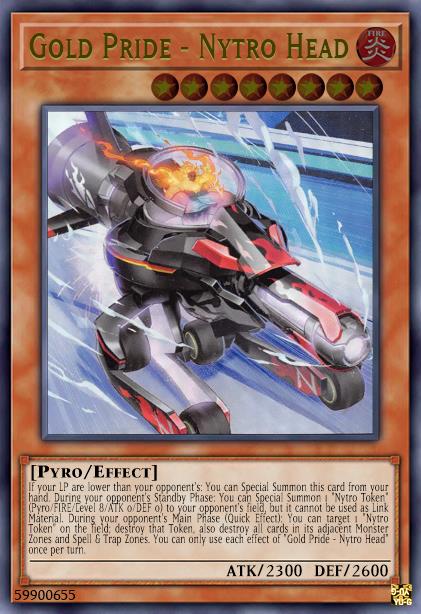 GOLD PRIDE - NYTRO HEAD
FIRE
炎
N
[PYRO/EFFECT]
If your LP are lower than your opponent's: You can Special Summon this card from your
hand. During your opponent's Standby Phase: You can Special Summon 1 "Nytro Token"
(Pyro/FIRE/Level 8/ATK 0/DEF 0) to your opponent's field, but it cannot be used as Link
Material. During your opponent's Main Phase (Quick Effect): You can target 1 "Nytro
Token" on the field; destroy that Token, also destroy all cards in its adjacent Monster
Zones and Spell & Trap Zones. You can only use each effect of "Gold Pride - Nytro Head"
once per turn.
ATK/2300 DEF/2600
59900655